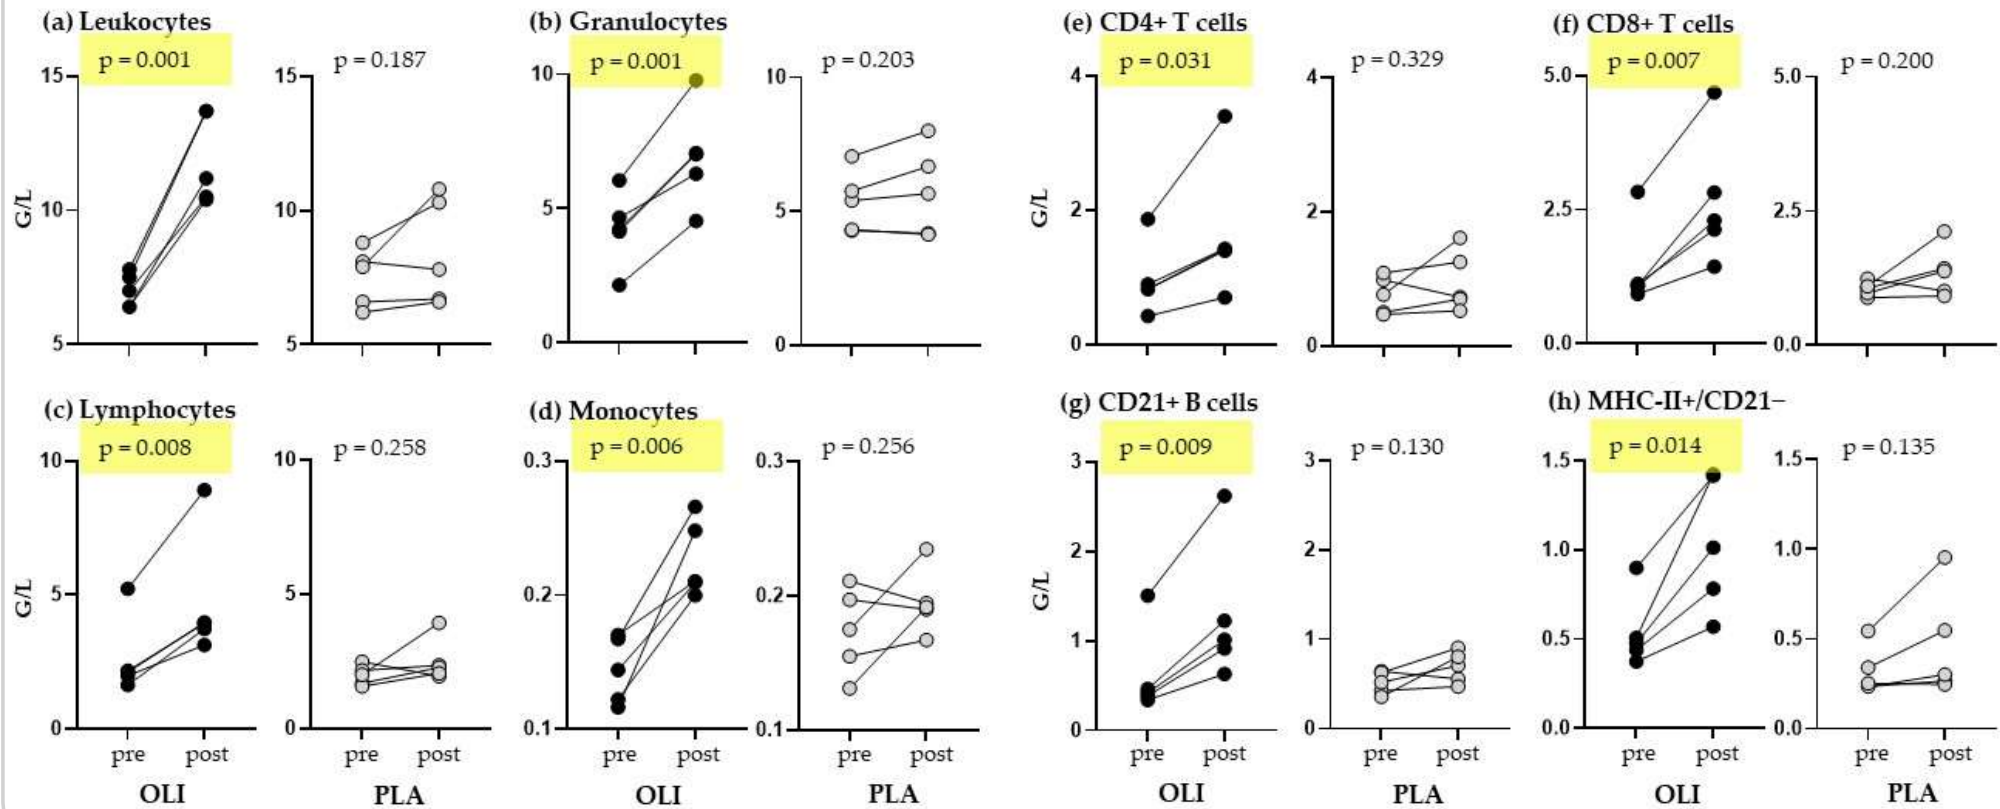 (a) Leukocytes
p = 0.001
p = 0.187
15
10
5
15
10
5
G/L
(b) Granulocytes
p = 0.001
p = 0.203
10
5
0
10
5
0
(e) CD4+ T cells
p = 0.031
p = 0.329
4
2
0
4
2
0
G/L
(f) CD8+ T cells
p = 0.007
p = 0.200
5.0
2.5
0.0
5.0
2.5
0.0
(c) Lymphocytes
p = 0.008
p = 0.258
10
5
0
10
5
0
G/L
pre post
pre post
OLI
PLA
(d) Monocytes
p = 0.006
p = 0.256
0.3
0.2
0.1
0.3
0.2
0.1
pre post
pre post
OLI
PLA
(g) CD21+ B cells
p = 0.009
p = 0.130
3
2
1
0
3
2
1
0
G/L
pre post
pre post
OLI
PLA
(h) MHC-II+/CD21−
p = 0.014
p = 0.135
1.5
1.0
0.5
0.0
1.5
1.0
0.5
0.0
pre post
pre post
OLI
PLA